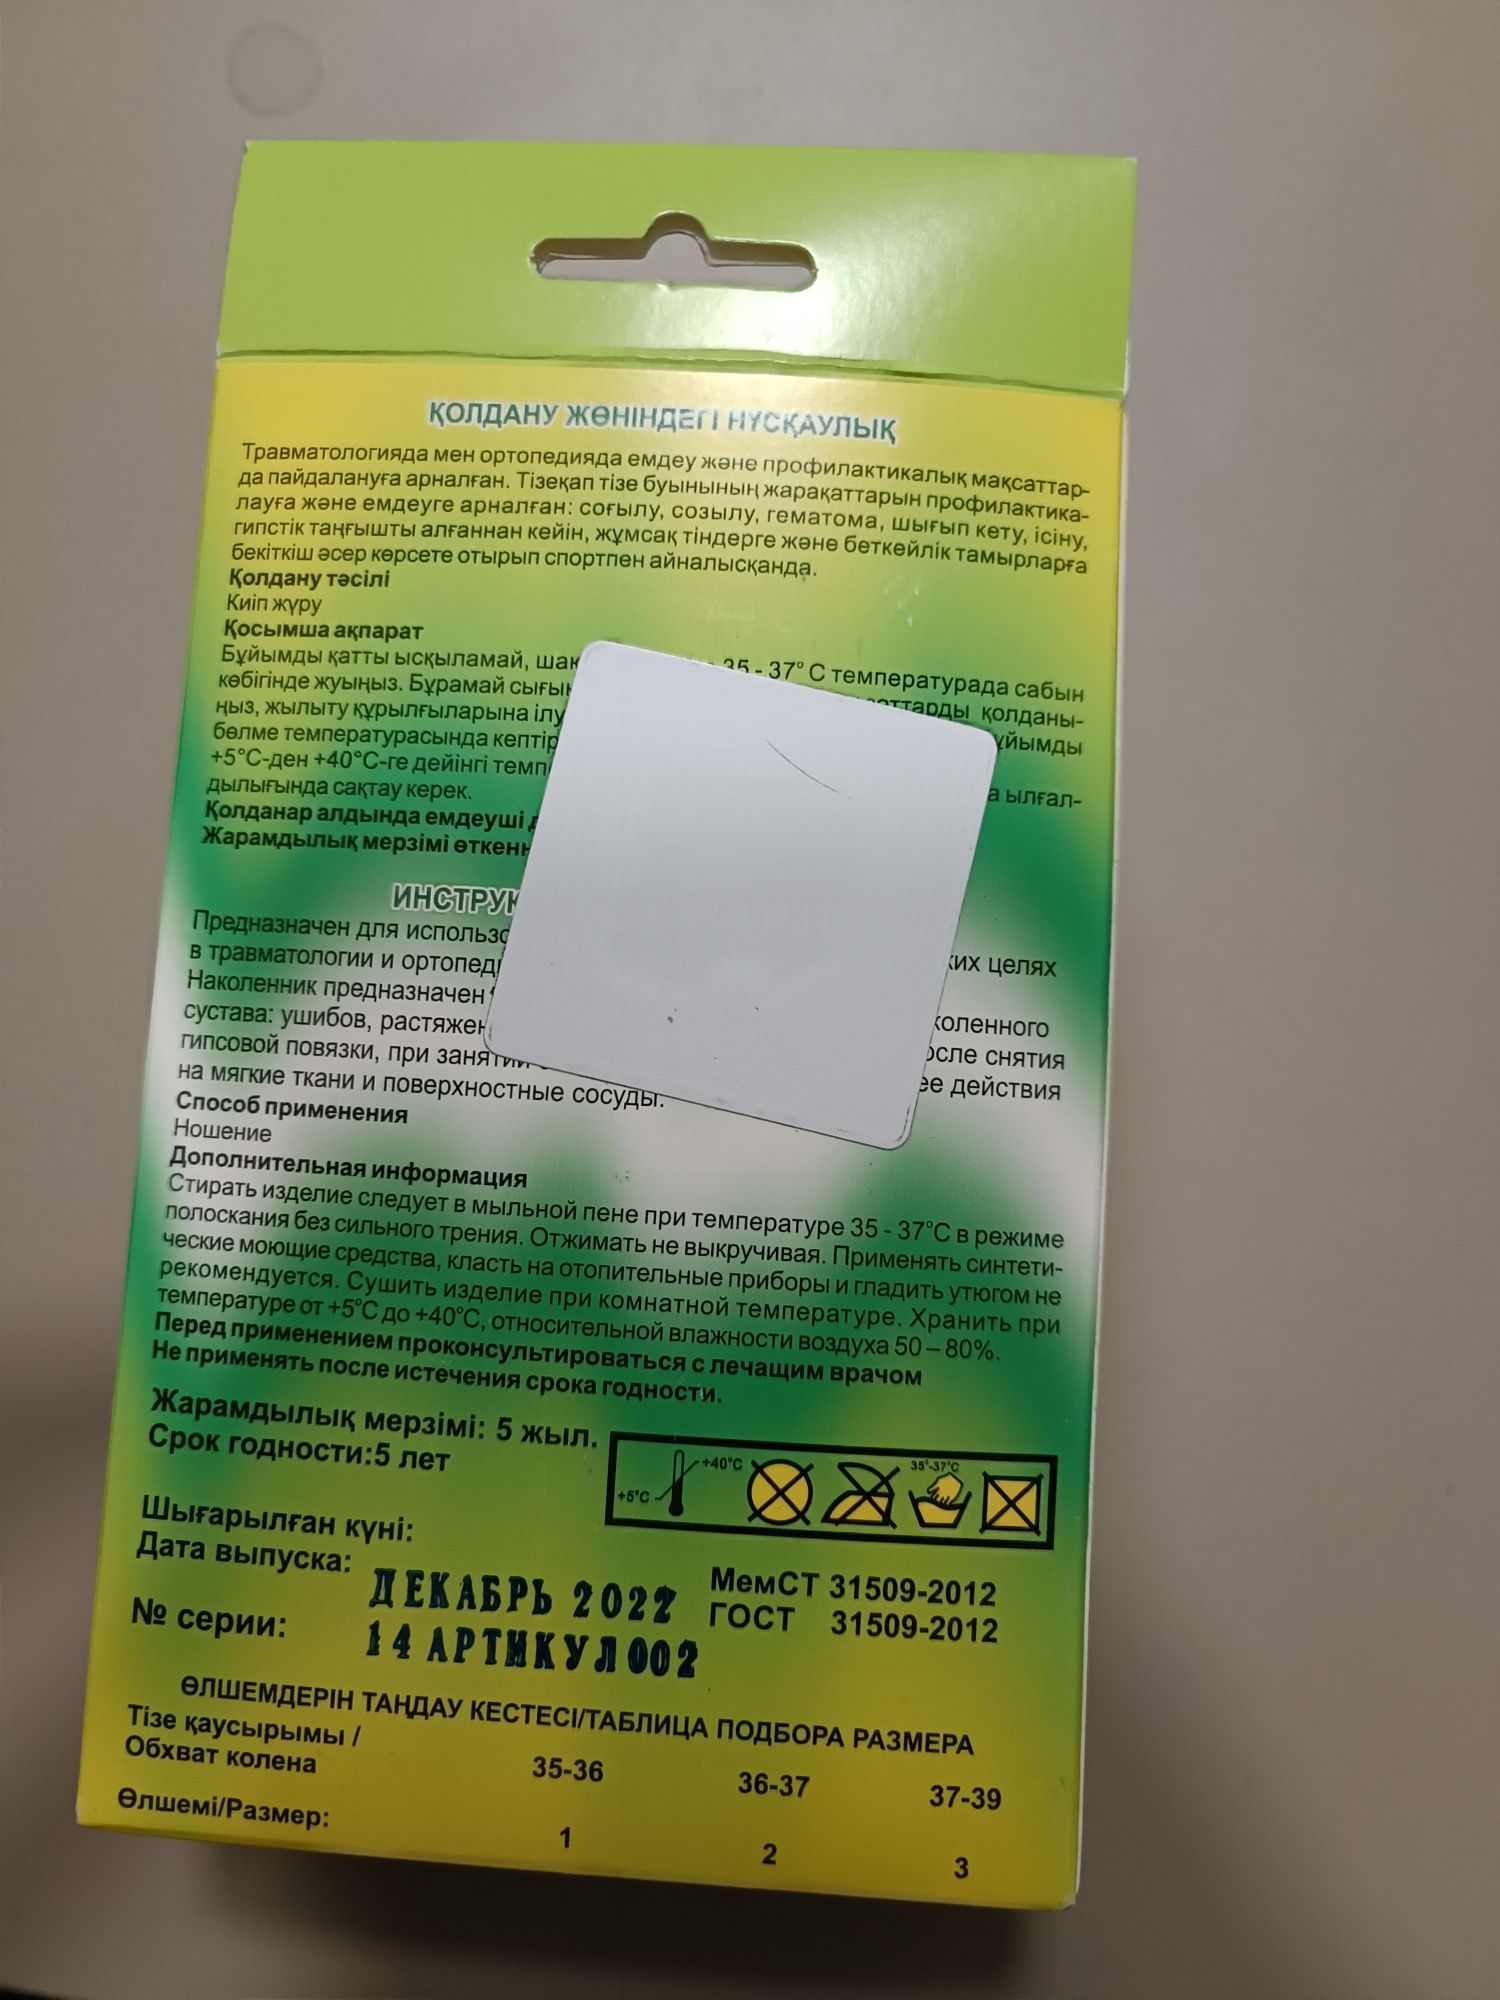 ҚОЛДАНУ ЖӨНІНДЕГІ НҰСҚАУЛЫҚ
Травматологияда мен ортопедияда емдеу және профилактикалық мақсаттар-
да пайдалануға арналған. Тізеқап тізе буынының жарақаттарын профилактика-
лауға және емдеуге арналған: соғылу, созылу, гематома, шығып кету, ісіну,
гипстік таңғышты алғаннан кейін, жұмсақ тіндерге және беткейлік тамырларға
бекіткіш әсер көрсете отырып спортпен айналысқанда.
Қолдану тәсілі
Киіп жүру
Қосымша ақпарат
Бұйымды қатты ысқыламай, 35 - 37° С температурада сабын
көбігінде жуыңыз. Бұрамай қолданы-
ңыз, жылыту құрылғыларына
бөлме температурасында
+5°С-ден +40°С-ге дейінгі ылғал-
дылығында сақтау керек.
Қолданар алдында емдеуші
Жарамдылық мерзімі
Предназначен для целях
в травматологии и
Наколенник предназначен
сустава: ушибов, снятия
гипсовой повязки, при действия
на мягкие ткани и поверхностные сосуды.
Способ применения
Ношение
Дополнительная информация
Стирать изделие следует в мыльной пене при температуре 35 - 37°С в режиме
полоскания без сильного трения. Отжимать не выкручивая. Применять синтети-
ческие моющие средства, класть на отопительные приборы и гладить утюгом не
рекомендуется. Сушить изделие при комнатной температуре. Хранить при
температуре от +5°С до +40°С, относительной влажности воздуха 50 – 80%.
Перед применением проконсультироваться с лечащим врачом
Не применять после истечения срока годности.
Жарамдылық мерзімі: 5 жыл.
Срок годности:5 лет
+5°C +40°C 35°-37°C
Шығарылған күні:
Дата выпуска:
ДЕКАБРЬ 2022
МемСТ 31509-2012
ГОСТ 31509-2012
№ серии:
14 АРТИКУЛ 002
ӨЛШЕМДЕРІН ТАҢДАУ КЕСТЕСІ/ТАБЛИЦА ПОДБОРА РАЗМЕРА
Тізе қаусырымы /
Обхват колена 35-36 36-37 37-39
Өлшемі/Размер: 1 2 3